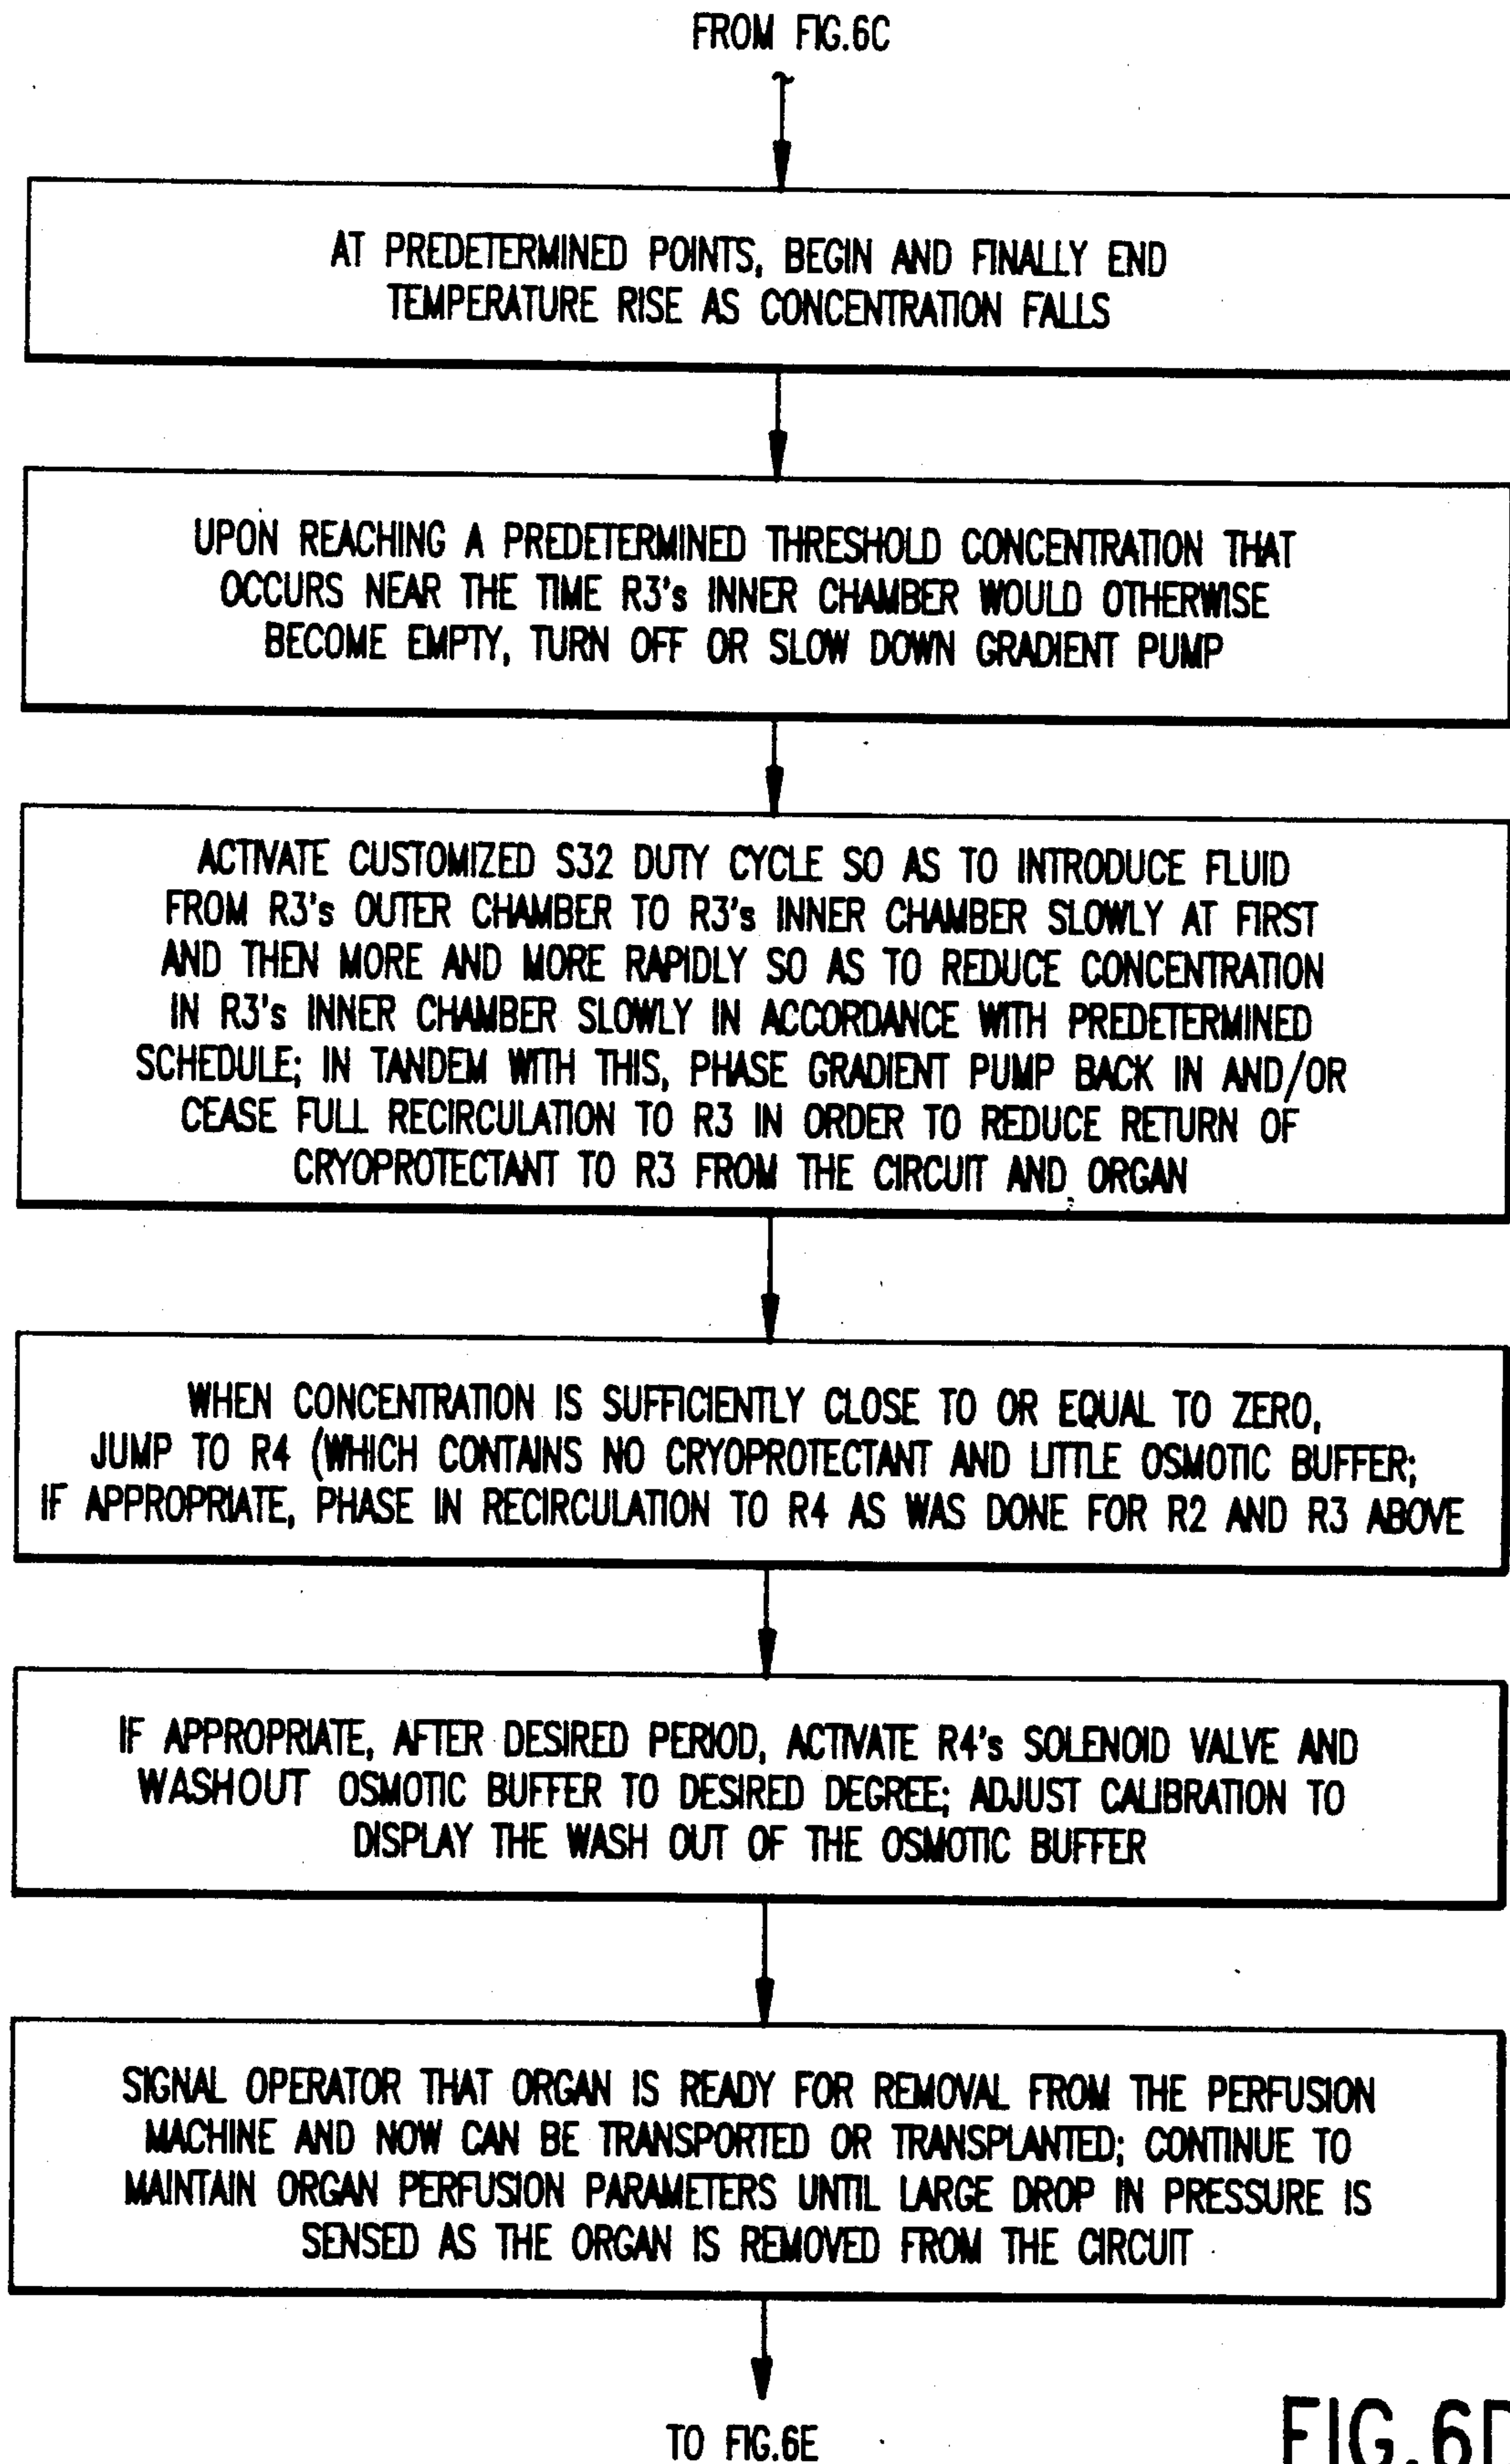 FROM FIG.6C
AT PREDETERMINED POINTS, BEGIN AND FINALLY END
TEMPERATURE RISE AS CONCENTRATION FALLS
UPON REACHING A PREDETERMINED THRESHOLD CONCENTRATION THAT
OCCURS NEAR THE TIME R3's INNER CHAMBER WOULD OTHERWISE
BECOME EMPTY, TURN OFF OR SLOW DOWN GRADIENT PUMP
ACTIVATE CUSTOMIZED S32 DUTY CYCLE SO AS TO INTRODUCE FLUID
FROM R3's OUTER CHAMBER TO R3's INNER CHAMBER SLOWLY AT FIRST
AND THEN MORE AND MORE RAPIDLY SO AS TO REDUCE CONCENTRATION
IN R3's INNER CHAMBER SLOWLY IN ACCORDANCE WITH PREDETERMINED
SCHEDULE; IN TANDEM WITH THIS, PHASE GRADIENT PUMP BACK IN AND/OR
CEASE FULL RECIRCULATION TO R3 IN ORDER TO REDUCE RETURN OF
CRYOPROTECTANT TO R3 FROM THE CIRCUIT AND ORGAN
WHEN CONCENTRATION IS SUFFICIENTLY CLOSE TO OR EQUAL TO ZERO,
JUMP TO R4 (WHICH CONTAINS NO CRYOPROTECTANT AND LITTLE OSMOTIC BUFFER;
IF APPROPRIATE, PHASE IN RECIRCULATION TO R4 AS WAS DONE FOR R2 AND R3 ABOVE
IF APPROPRIATE, AFTER DESIRED PERIOD, ACTIVATE R4's SOLENOID VALVE AND
WASHOUT OSMOTIC BUFFER TO DESIRED DEGREE; ADJUST CALIBRATION TO
DISPLAY THE WASH OUT OF THE OSMOTIC BUFFER
SIGNAL OPERATOR THAT ORGAN IS READY FOR REMOVAL FROM THE PERFUSION
MACHINE AND NOW CAN BE TRANSPORTED OR TRANSPLANTED; CONTINUE TO
MAINTAIN ORGAN PERFUSION PARAMETERS UNTIL LARGE DROP IN PRESSURE IS
SENSED AS THE ORGAN IS REMOVED FROM THE CIRCUIT
TO FIG.6E
FIG.6D